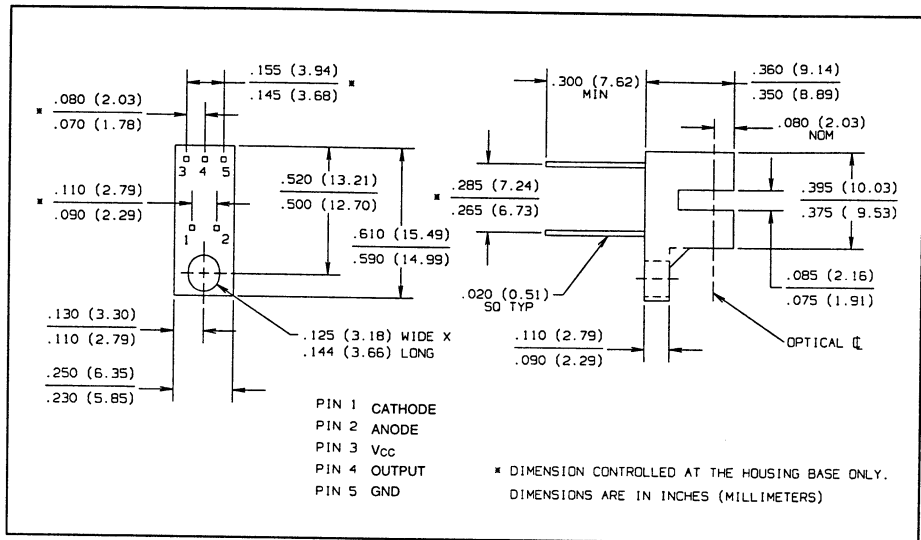 .155 (3.94)
.145 (3.68) *
* .080 (2.03)
.070 (1.78)
3 4 5
* .110 (2.79)
.090 (2.29)
1 2
.520 (13.21)
.500 (12.70)
.610 (15.49)
.590 (14.99)
.130 (3.30)
.110 (2.79)
.250 (6.35)
.230 (5.85)
.125 (3.18) WIDE X
.144 (3.66) LONG
PIN 1 CATHODE
PIN 2 ANODE
PIN 3 VCC
PIN 4 OUTPUT
PIN 5 GND
.300 (7.62)
MIN
.360 (9.14)
.350 (8.89)
.080 (2.03)
NOM
* .285 (7.24)
.265 (6.73)
.395 (10.03)
.375 ( 9.53)
.020 (0.51)
SQ TYP
.085 (2.16)
.075 (1.91)
.110 (2.79)
.090 (2.29)
OPTICAL ℄
* DIMENSION CONTROLLED AT THE HOUSING BASE ONLY.
DIMENSIONS ARE IN INCHES (MILLIMETERS)